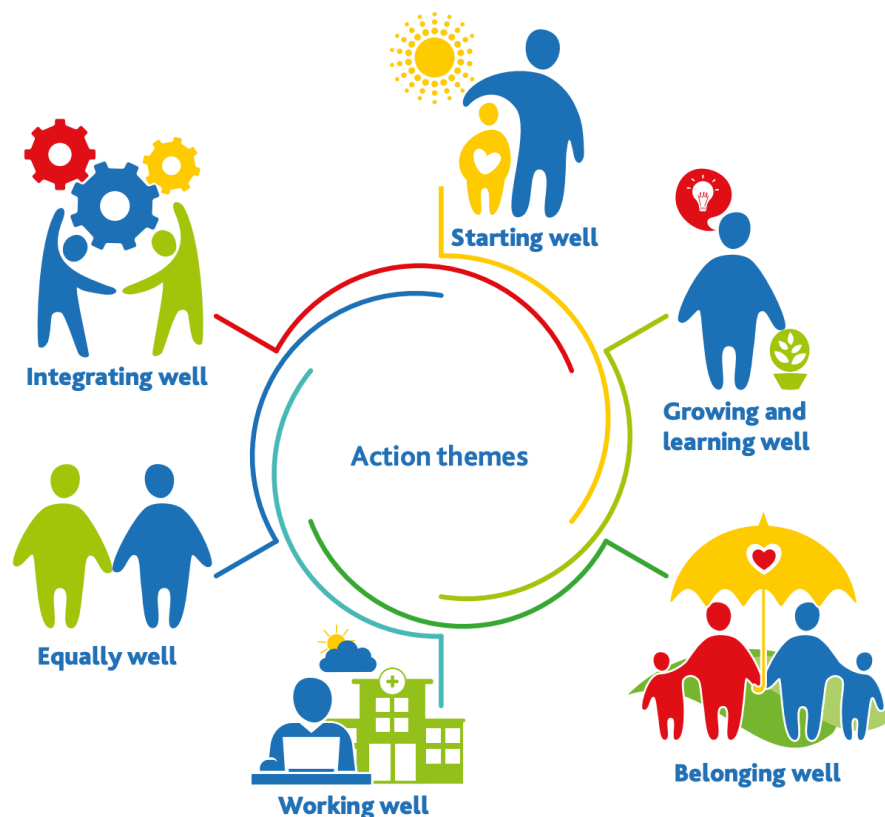 Starting well
Growing and
learning well
Belonging well
Working well
Equally well
Integrating well
Action themes